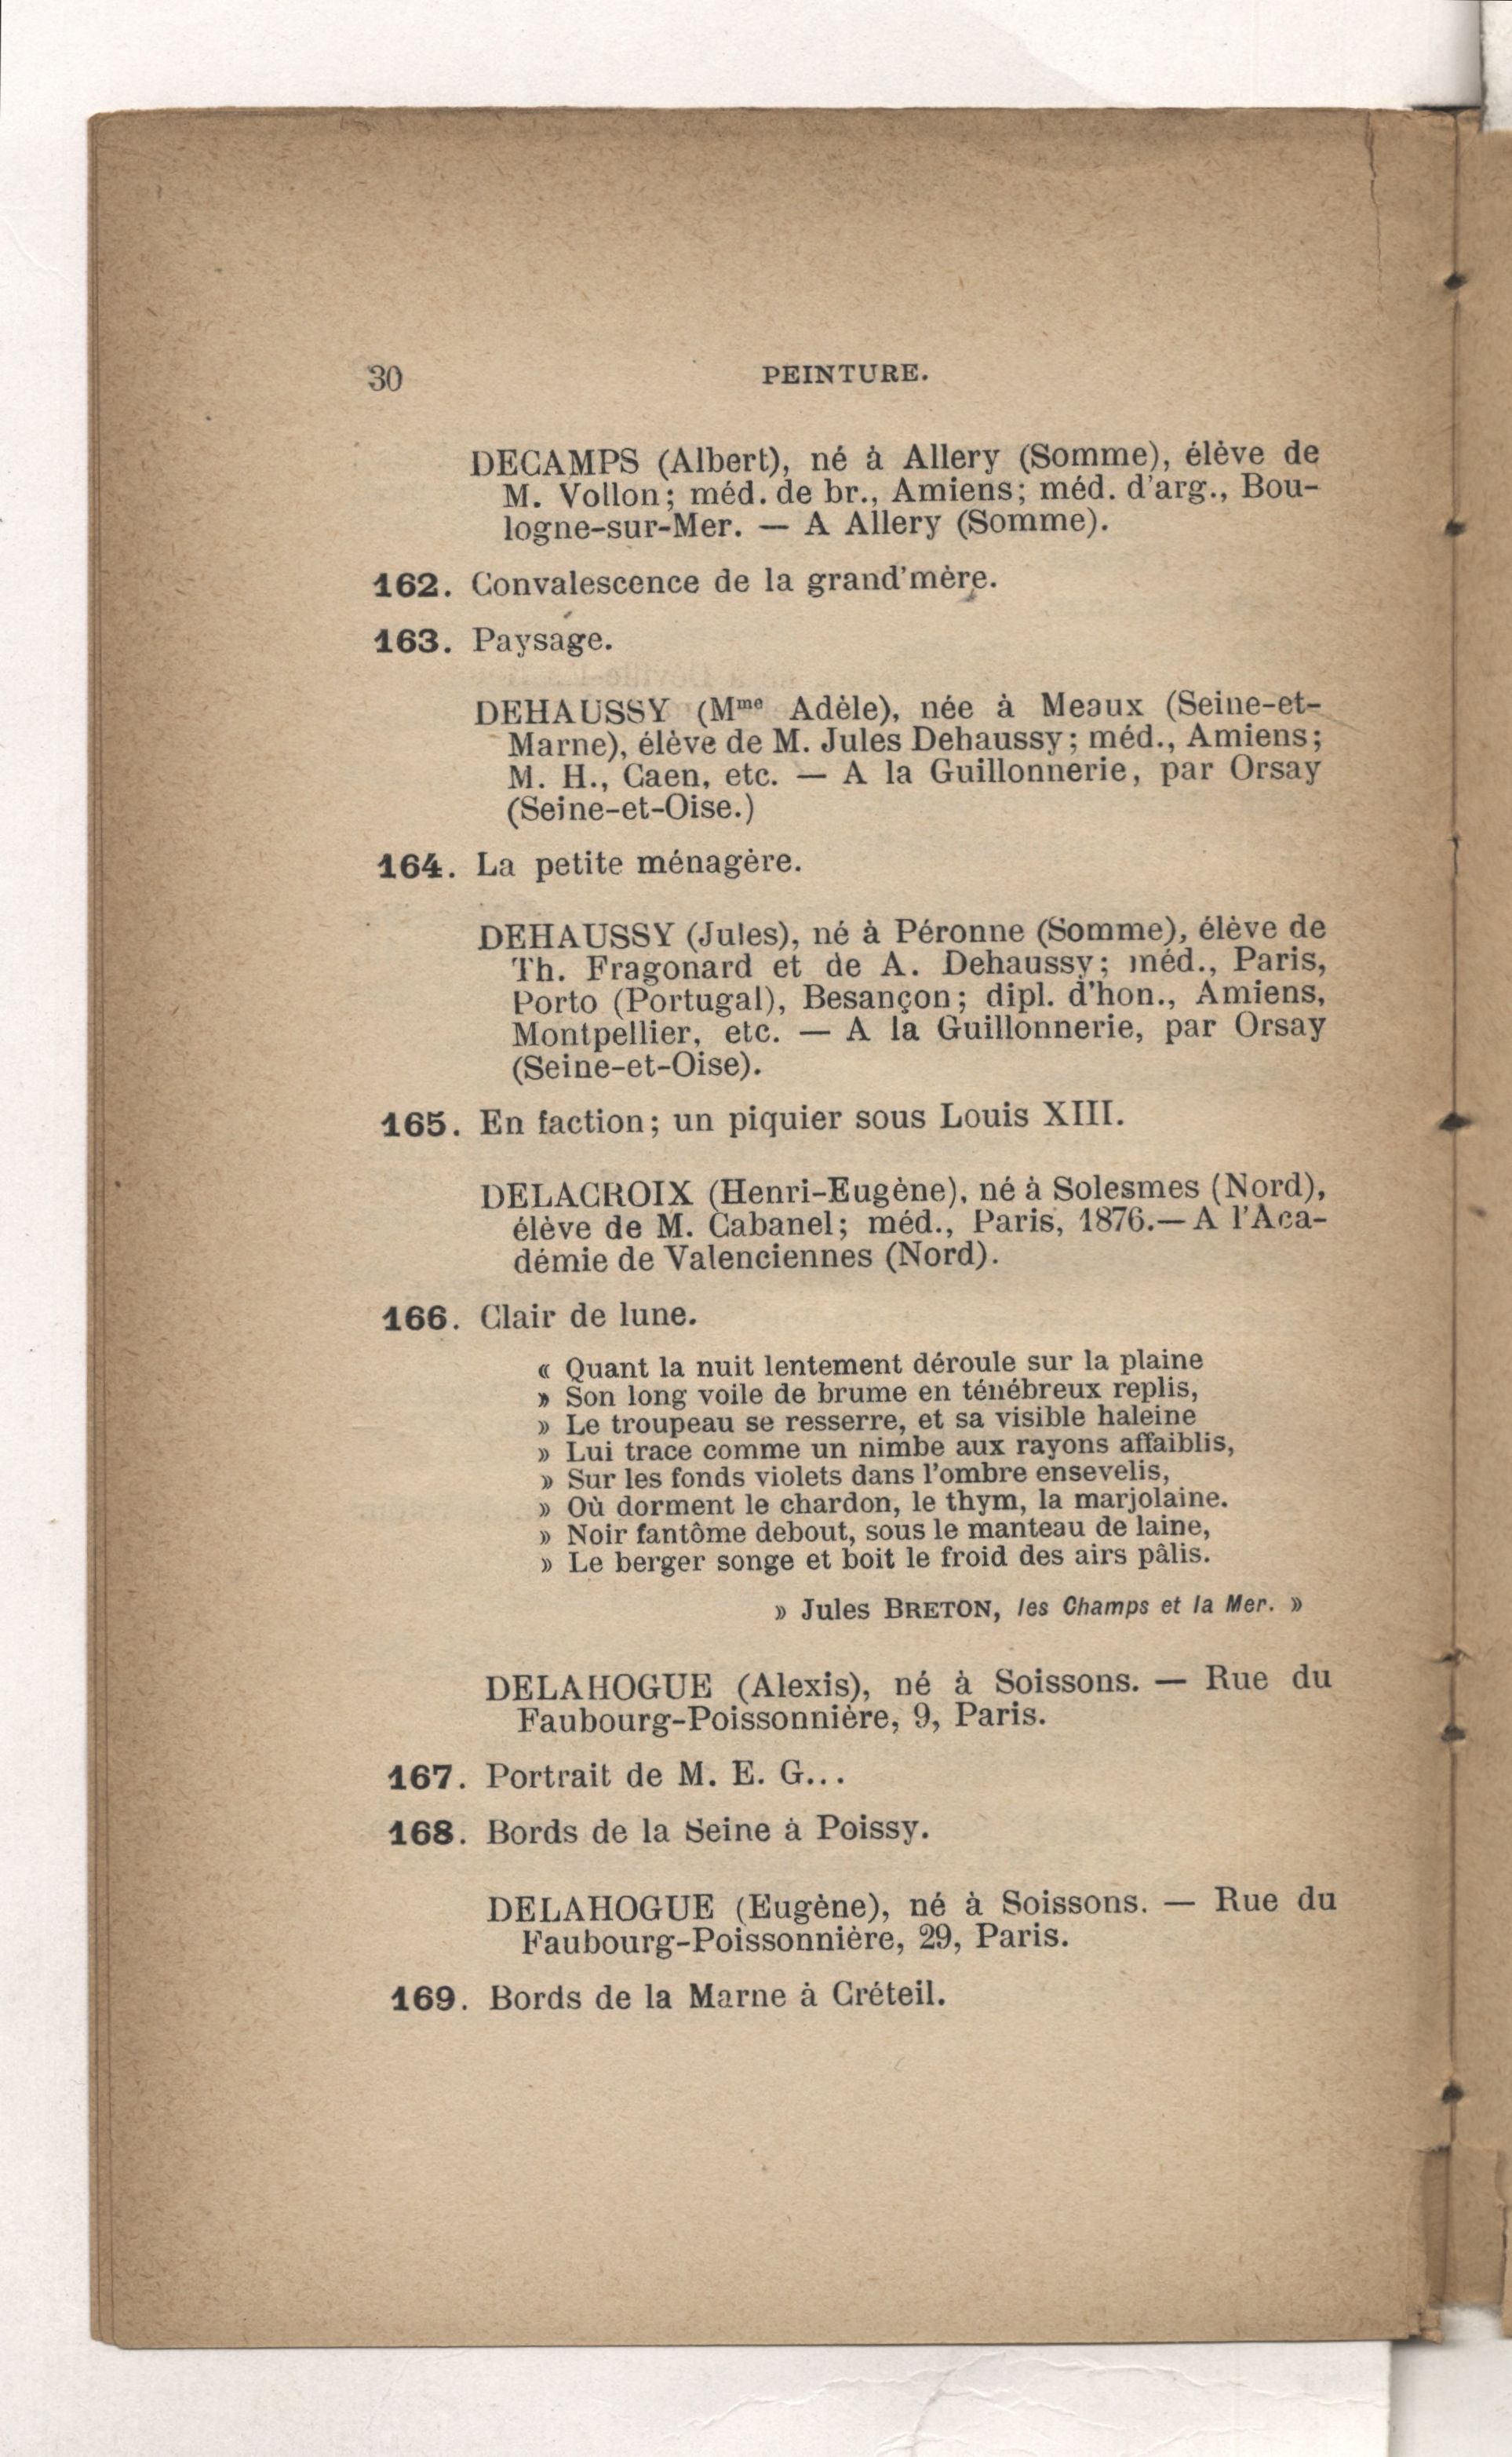 30 PEINTURE.
DECAMPS (Albert), né à Allery (Somme), élève de
M. Vollon; méd. de br., Amiens; méd. d'arg., Bou-
logne-sur-Mer. — A Allery (Somme).
162. Convalescence de la grand'mère.
163. Paysage.
DEHAUSSY (Mme Adèle), née à Meaux (Seine-et-
Marne), élève de M. Jules Dehaussy; méd., Amiens;
M. H., Caen, etc. — A la Guillonnerie, par Orsay
(Seine-et-Oise.)
164. La petite ménagère.
DEHAUSSY (Jules), né à Péronne (Somme), élève de
Th. Fragonard et de A. Dehaussy; méd., Paris,
Porto (Portugal), Besançon; dipl. d'hon., Amiens,
Montpellier, etc. — A la Guillonnerie, par Orsay
(Seine-et-Oise).
165. En faction; un piquier sous Louis XIII.
DELACROIX (Henri-Eugène), né à Solesmes (Nord),
élève de M. Cabanel; méd., Paris, 1876.— A l'Aca-
démie de Valenciennes (Nord).
166. Clair de lune.
« Quant la nuit lentement déroule sur la plaine
» Son long voile de brume en ténébreux replis,
» Le troupeau se resserre, et sa visible haleine
» Lui trace comme un nimbe aux rayons affaiblis,
» Sur les fonds violets dans l'ombre ensevelis,
» Où dorment le chardon, le thym, la marjolaine.
» Noir fantôme debout, sous le manteau de laine,
» Le berger songe et boit le froid des airs pâlis.
» Jules BRETON, les Champs et la Mer. »
DELAHOGUE (Alexis), né à Soissons. — Rue du
Faubourg-Poissonnière, 9, Paris.
167. Portrait de M. E. G...
168. Bords de la Seine à Poissy.
DELAHOGUE (Eugène), né à Soissons. — Rue du
Faubourg-Poissonnière, 29, Paris.
169. Bords de la Marne à Créteil.